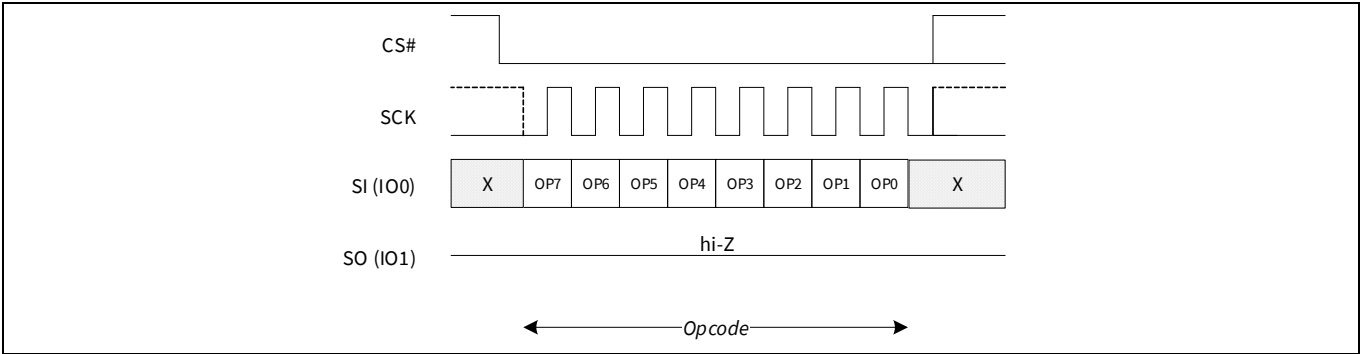 CS#
SCK
SI (IO0) X OP7 OP6 OP5 OP4 OP3 OP2 OP1 OP0 X
hi-Z
SO (IO1)
Opcode